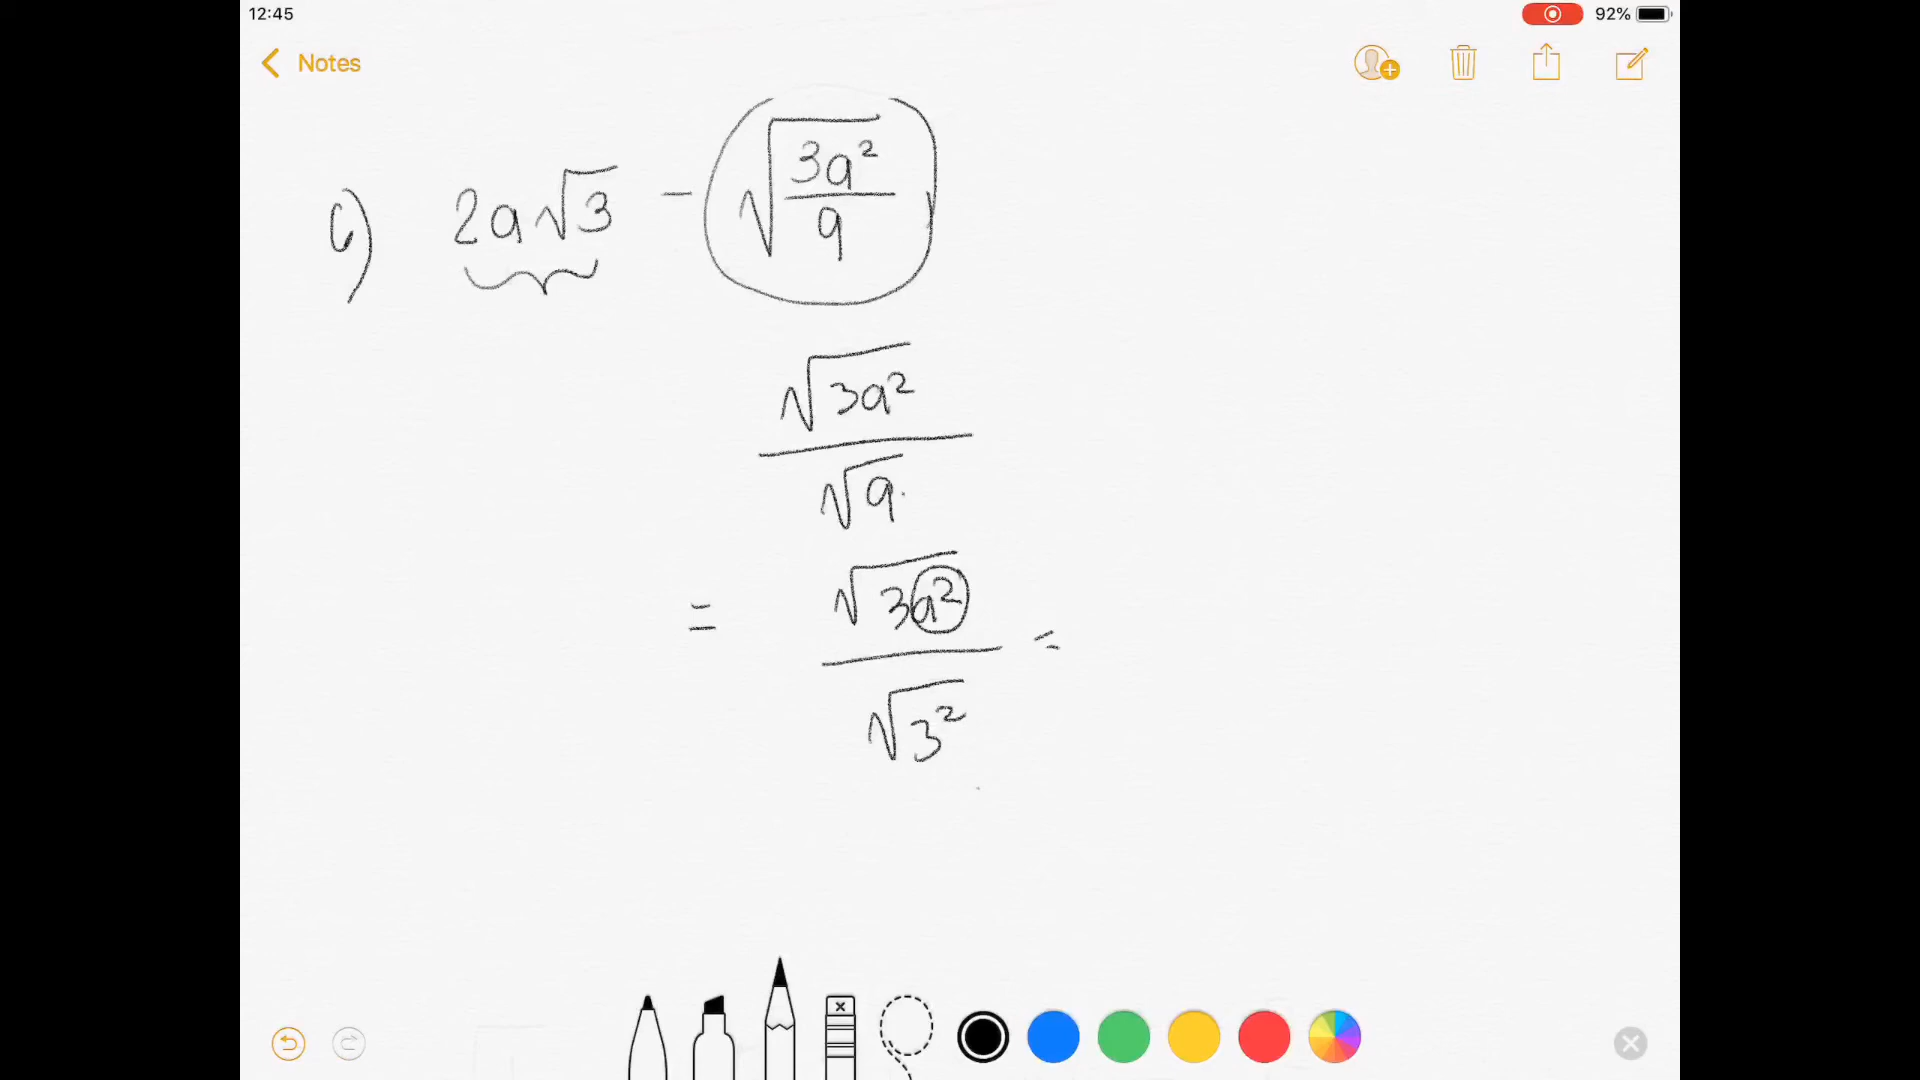 12:45 92%
Notes
c) 2a√3 - √(3a²/9)
√3a²/√9
= √3a²/√3² =